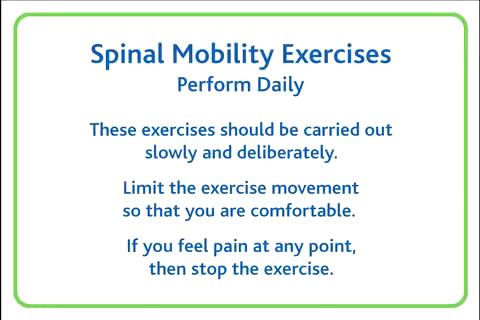 Spinal Mobility Exercises
Perform Daily
These exercises should be carried out
slowly and deliberately.
Limit the exercise movement
so that you are comfortable.
If you feel pain at any point,
then stop the exercise.